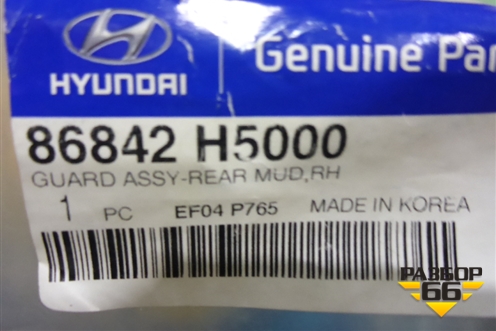 HYUNDAI
Genuine Par
86842 H5000
GUARD ASSY-REAR MUD,RH
1 PC EF04 P765 MADE IN KOREA
РАЗБОР
66